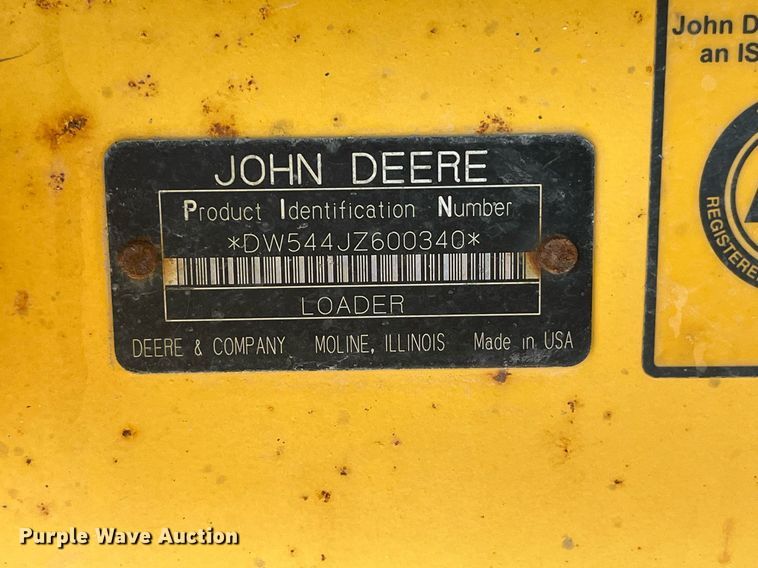 JOHN DEERE
Product Identification Number
*DW544JZ600340*
LOADER
DEERE & COMPANY MOLINE, ILLINOIS Made in USA
John D
an IS
REGISTERE
Purple Wave Auction